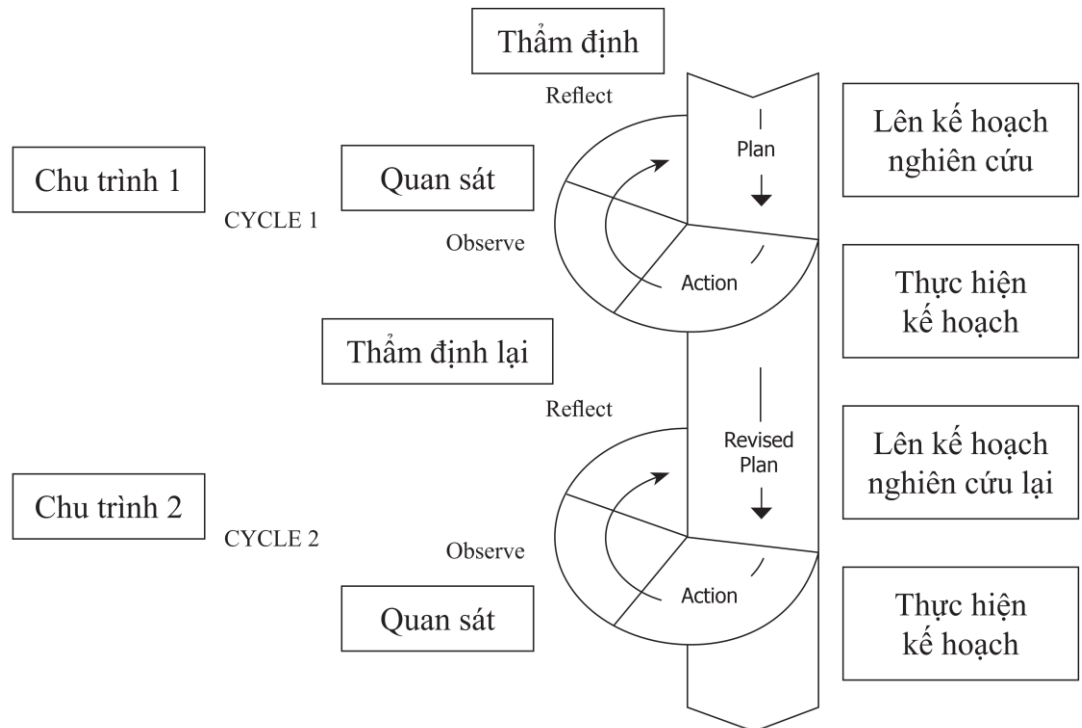 Thẩm định
Reflect
Plan
Lên kế hoạch
nghiên cứu
Chu trình 1
CYCLE 1
Quan sát
Observe
Action
Thực hiện
kế hoạch
Thẩm định lại
Reflect
Revised
Plan
Lên kế hoạch
nghiên cứu lại
Chu trình 2
CYCLE 2
Observe
Quan sát
Action
Thực hiện
kế hoạch